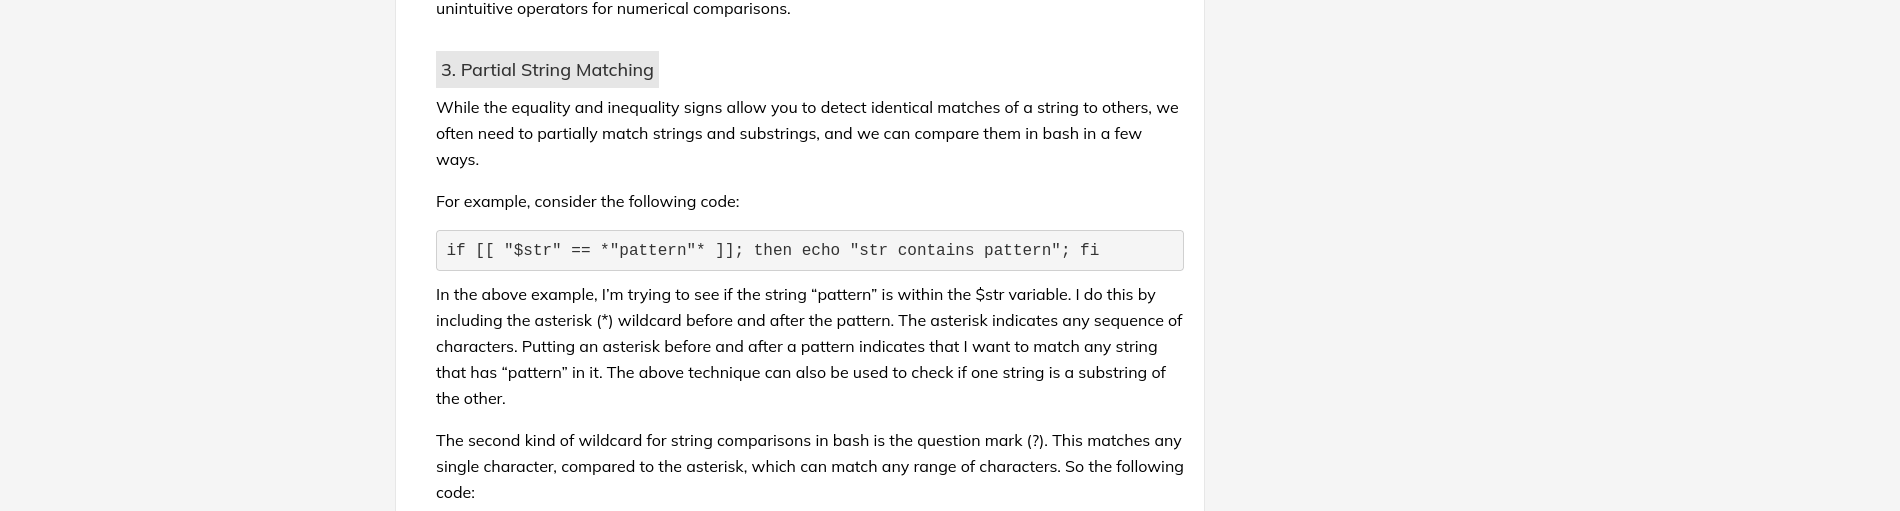 unintuitive operators for numerical comparisons.
3. Partial String Matching
While the equality and inequality signs allow you to detect identical matches of a string to others, we
often need to partially match strings and substrings, and we can compare them in bash in a few
ways.
For example, consider the following code:
if [[ "$str" == *"pattern"* ]]; then echo "str contains pattern"; fi
In the above example, I’m trying to see if the string “pattern” is within the $str variable. I do this by
including the asterisk (*) wildcard before and after the pattern. The asterisk indicates any sequence of
characters. Putting an asterisk before and after a pattern indicates that I want to match any string
that has “pattern” in it. The above technique can also be used to check if one string is a substring of
the other.
The second kind of wildcard for string comparisons in bash is the question mark (?). This matches any
single character, compared to the asterisk, which can match any range of characters. So the following
code: